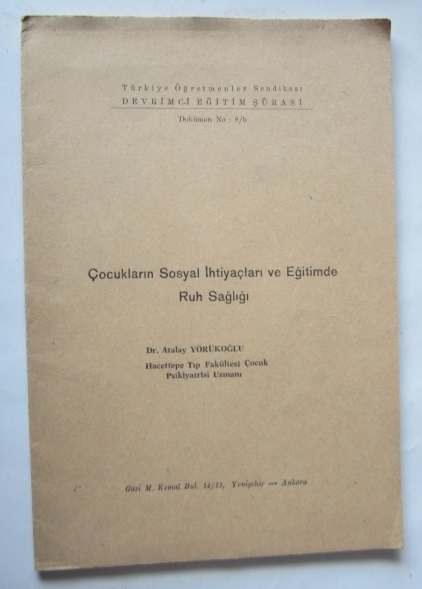 Türkiye Öğretmenler Sendikası
DEVRİMCİ EĞİTİM ŞÛRASI
Doküman No : 8/b
Çocukların Sosyal İhtiyaçları ve Eğitimde
Ruh Sağlığı
Dr. Atalay YÖRÜKOĞLU
Hacettepe Tıp Fakültesi Çocuk
Psikiyatrisi Uzmanı
Gazi M. Kemal Bul. 14/13, Yenişehir — Ankara